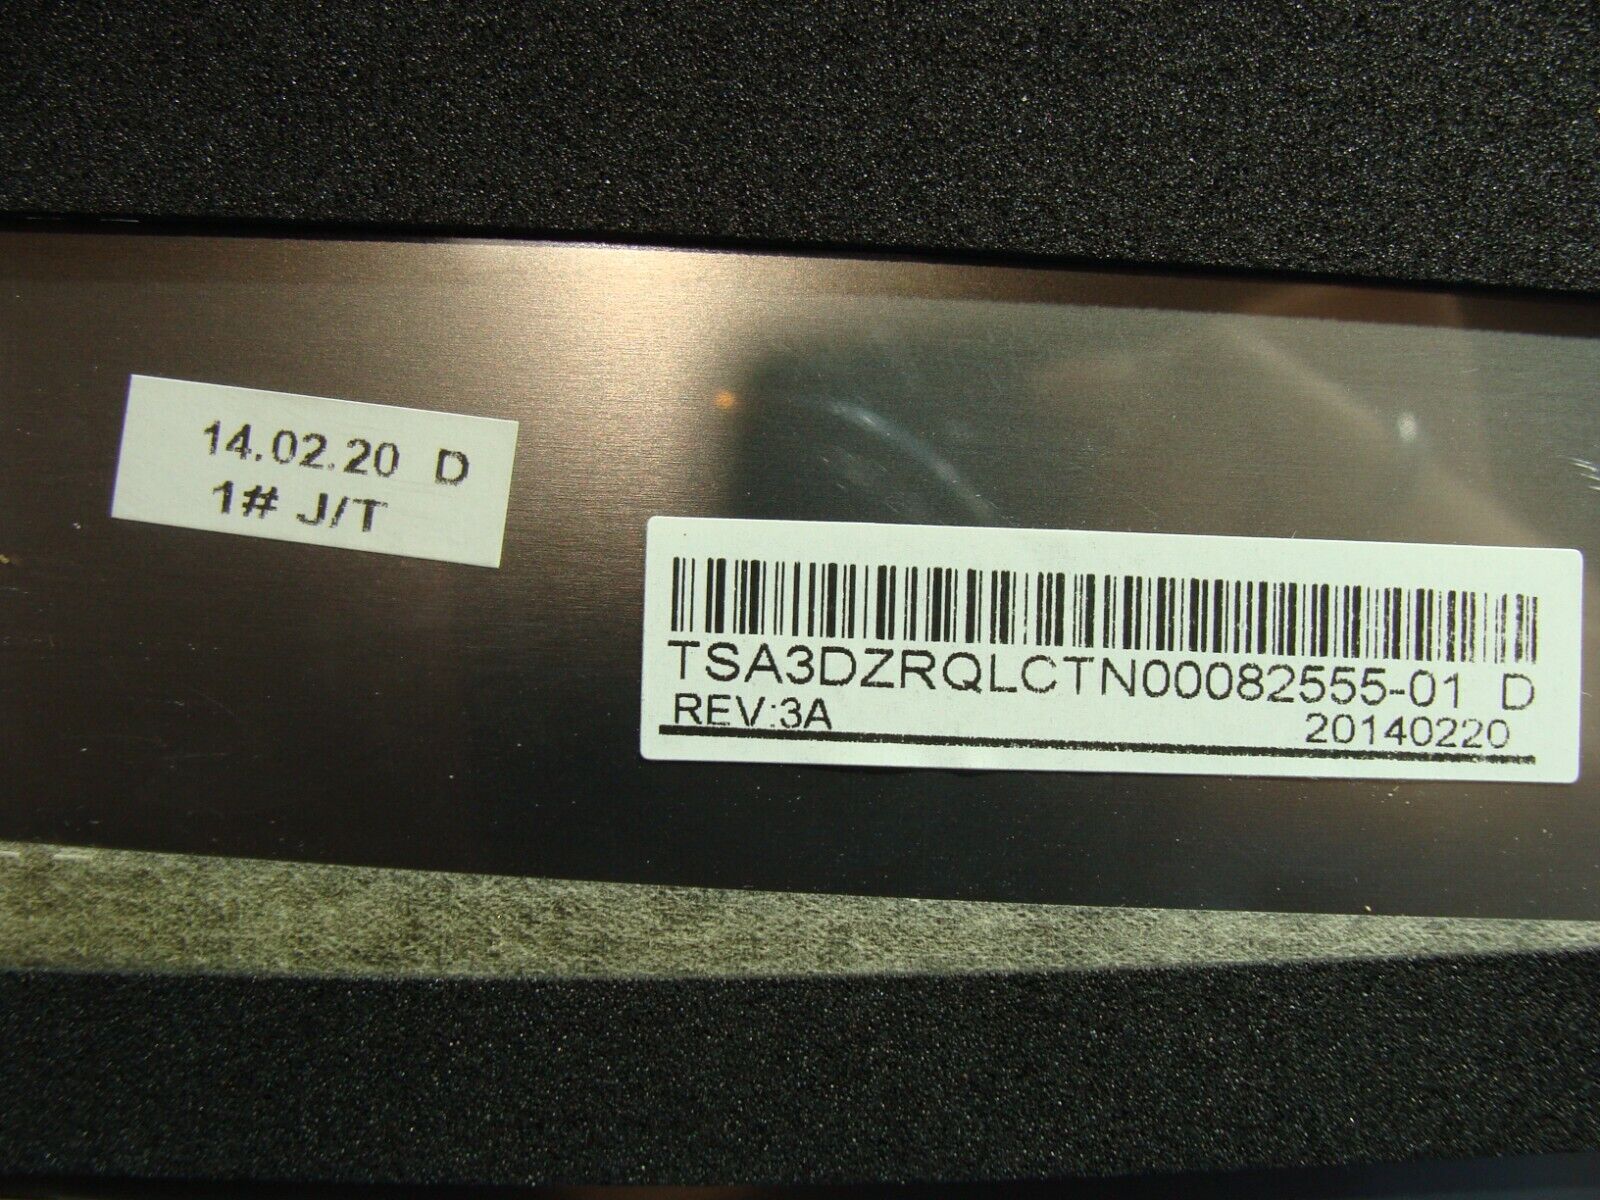 14.02.20 D
1# J/T
TSA3DZRQLCTN00082555-01 D
REV:3A
20140220